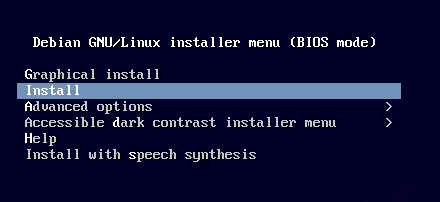 Debian GNU/Linux installer menu (BIOS mode)
Graphical install
Install
Advanced options >
Accessible dark contrast installer menu >
Help
Install with speech synthesis